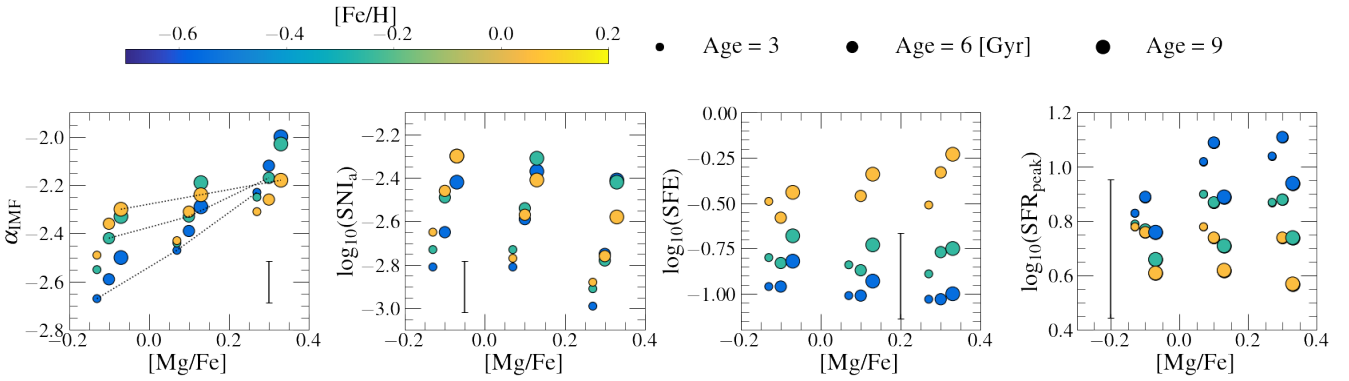 [Fe/H]
−0.6 −0.4 −0.2 0.0 0.2
Age = 3 Age = 6 [Gyr] Age = 9
−2.0
−2.2
−2.4
−2.6
−2.8
α_IMF
−0.2 0.0 0.2 0.4
[Mg/Fe]
−2.2
−2.4
−2.6
−2.8
−3.0
log₁₀(SNIₐ)
−0.2 0.0 0.2 0.4
[Mg/Fe]
0.00
−0.25
−0.50
−0.75
−1.00
log₁₀(SFE)
−0.2 0.0 0.2 0.4
[Mg/Fe]
1.2
1.0
0.8
0.6
0.4
log₁₀(SFR_peak)
−0.2 0.0 0.2 0.4
[Mg/Fe]